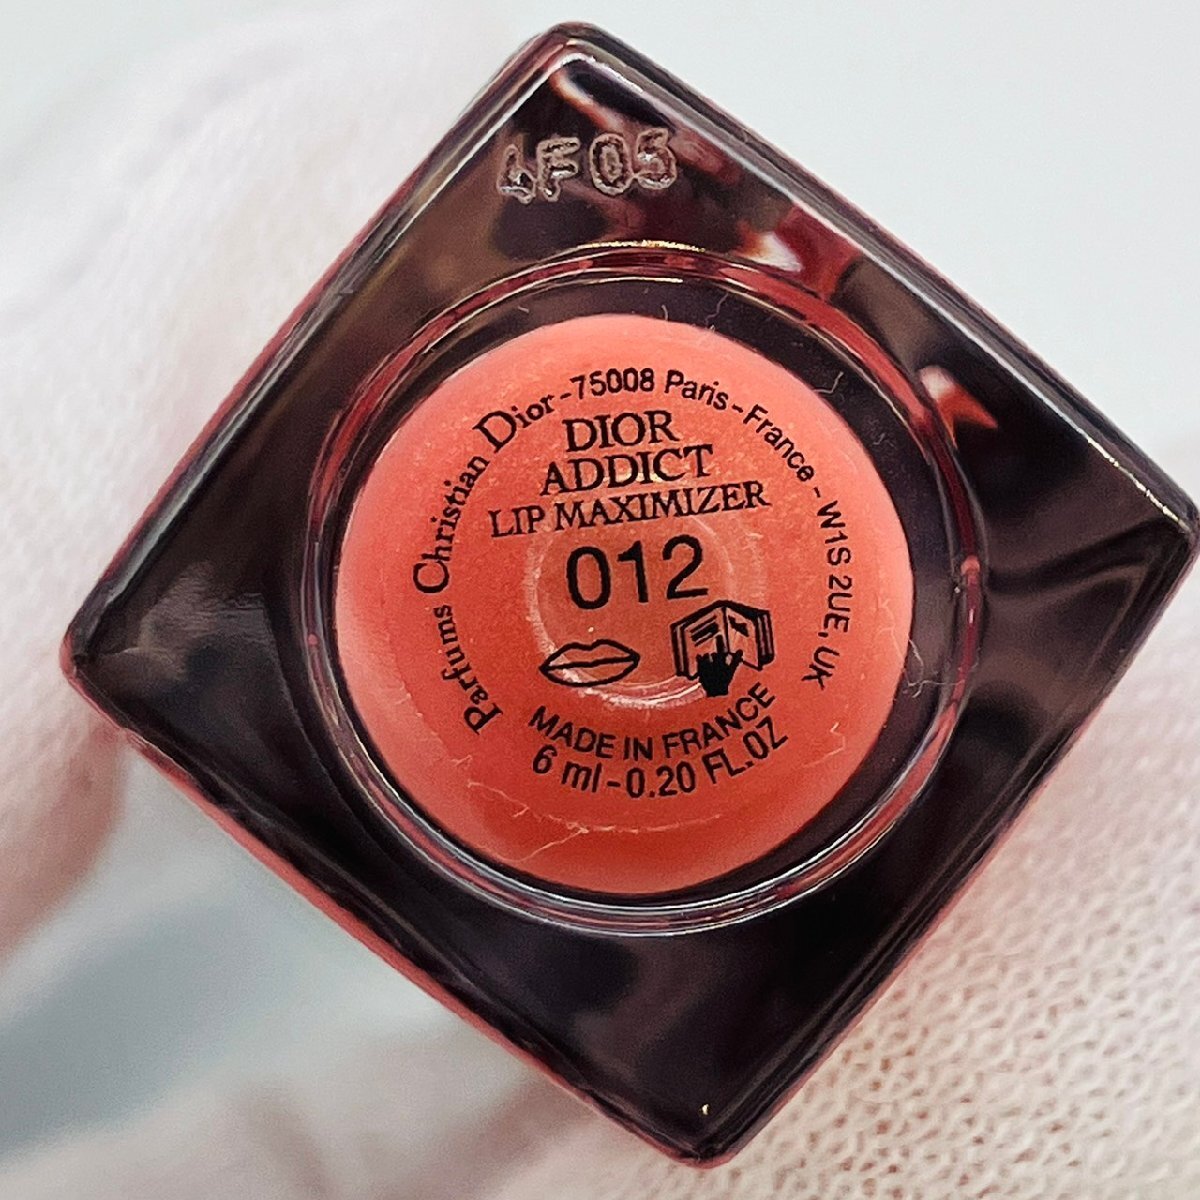 4F05
Parfums Christian Dior-75008 Paris-France - W1S 2UE, UK
DIOR
ADDICT
LIP MAXIMIZER
012
MADE IN FRANCE
6 ml-0.20 FL.OZ